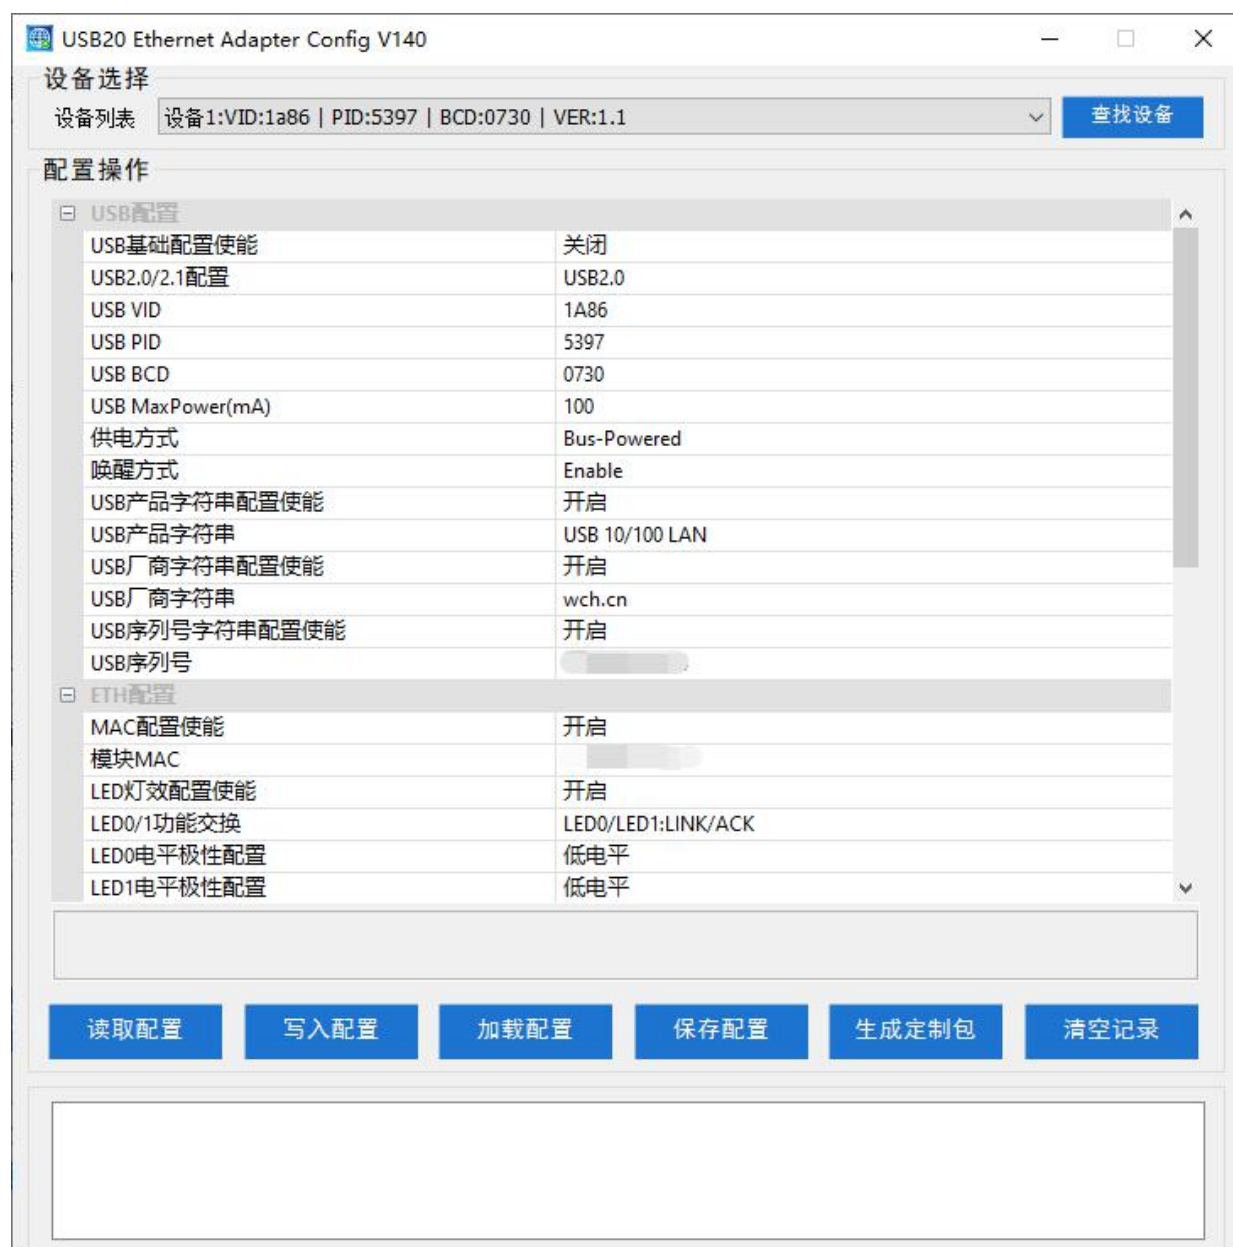 USB20 Ethernet Adapter Config V140
设备选择
设备列表 设备1:VID:1a86 | PID:5397 | BCD:0730 | VER:1.1 查找设备
配置操作
USB配置
USB基础配置使能 关闭
USB2.0/2.1配置 USB2.0
USB VID 1A86
USB PID 5397
USB BCD 0730
USB MaxPower(mA) 100
供电方式 Bus-Powered
唤醒方式 Enable
USB产品字符串配置使能 开启
USB产品字符串 USB 10/100 LAN
USB厂商字符串配置使能 开启
USB厂商字符串 wch.cn
USB序列号字符串配置使能 开启
USB序列号
ETH配置
MAC配置使能 开启
模块MAC
LED灯效配置使能 开启
LED0/1功能交换 LED0/LED1:LINK/ACK
LED0电平极性配置 低电平
LED1电平极性配置 低电平
读取配置 写入配置 加载配置 保存配置 生成定制包 清空记录